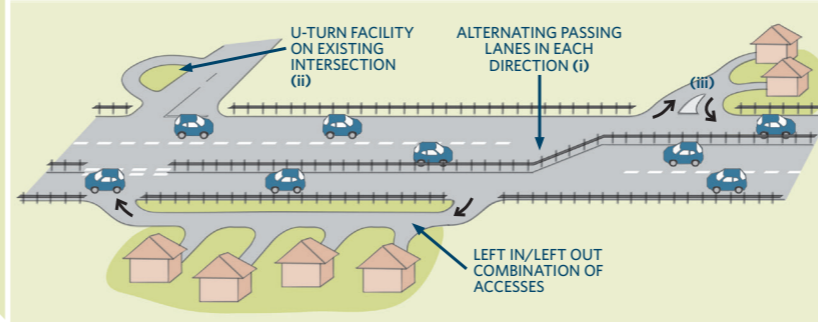 U-TURN FACILITY
ON EXISTING
INTERSECTION
(ii)
ALTERNATING PASSING
LANES IN EACH
DIRECTION (i)
(iii)
LEFT IN/LEFT OUT
COMBINATION OF
ACCESSES